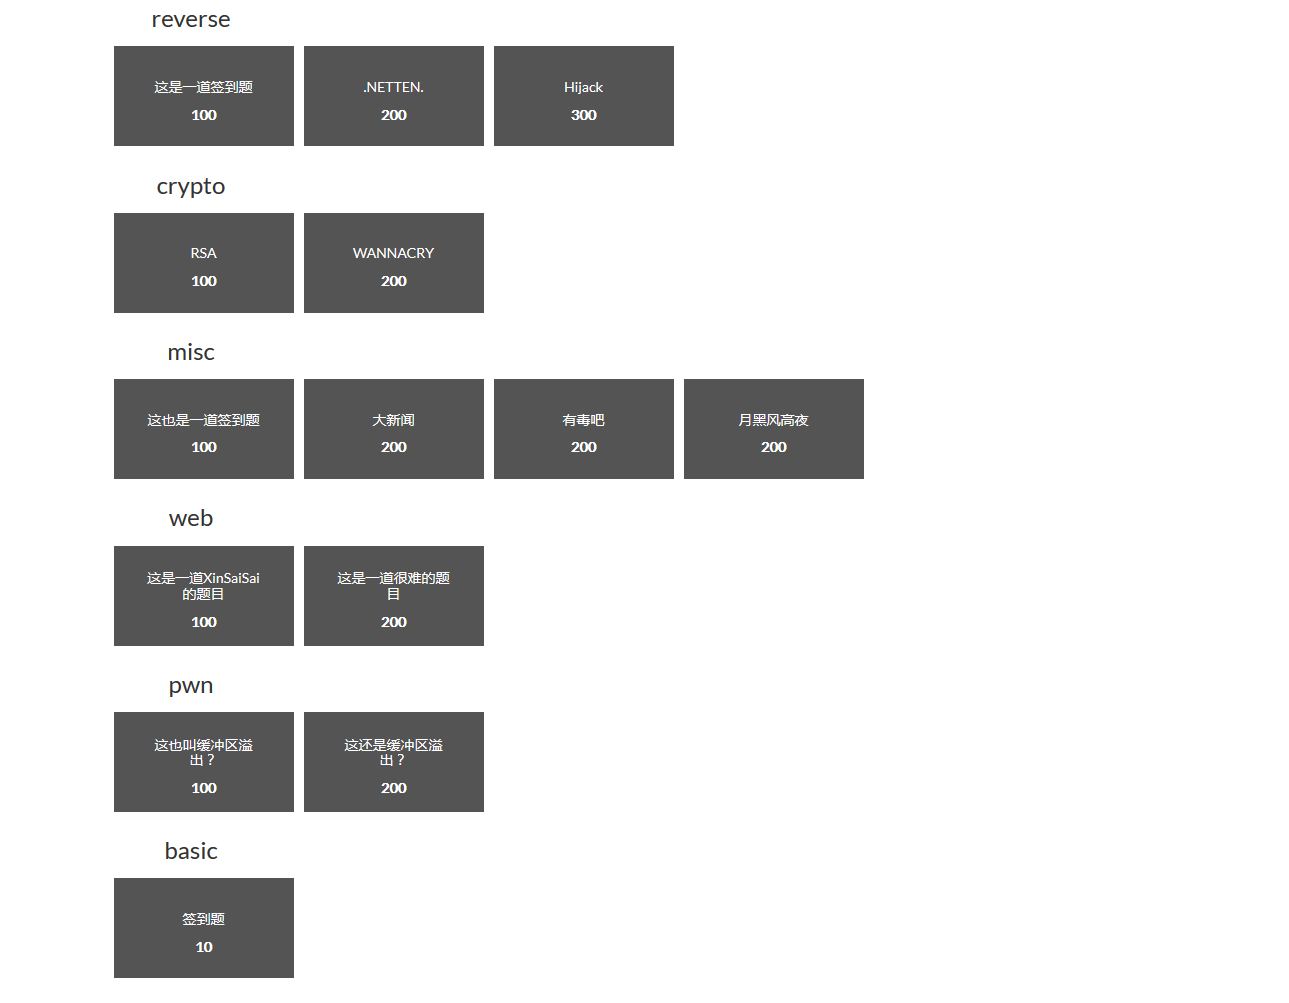 reverse
这是一道签到题
100
.NETTEN.
200
Hijack
300
crypto
RSA
100
WANNACRY
200
misc
这也是一道签到题
100
大新闻
200
有毒吧
200
月黑风高夜
200
web
这是一道XinSaiSai
的题目
100
这是一道很难的题
目
200
pwn
这也叫缓冲区溢
出？
100
这还是缓冲区溢
出？
200
basic
签到题
10